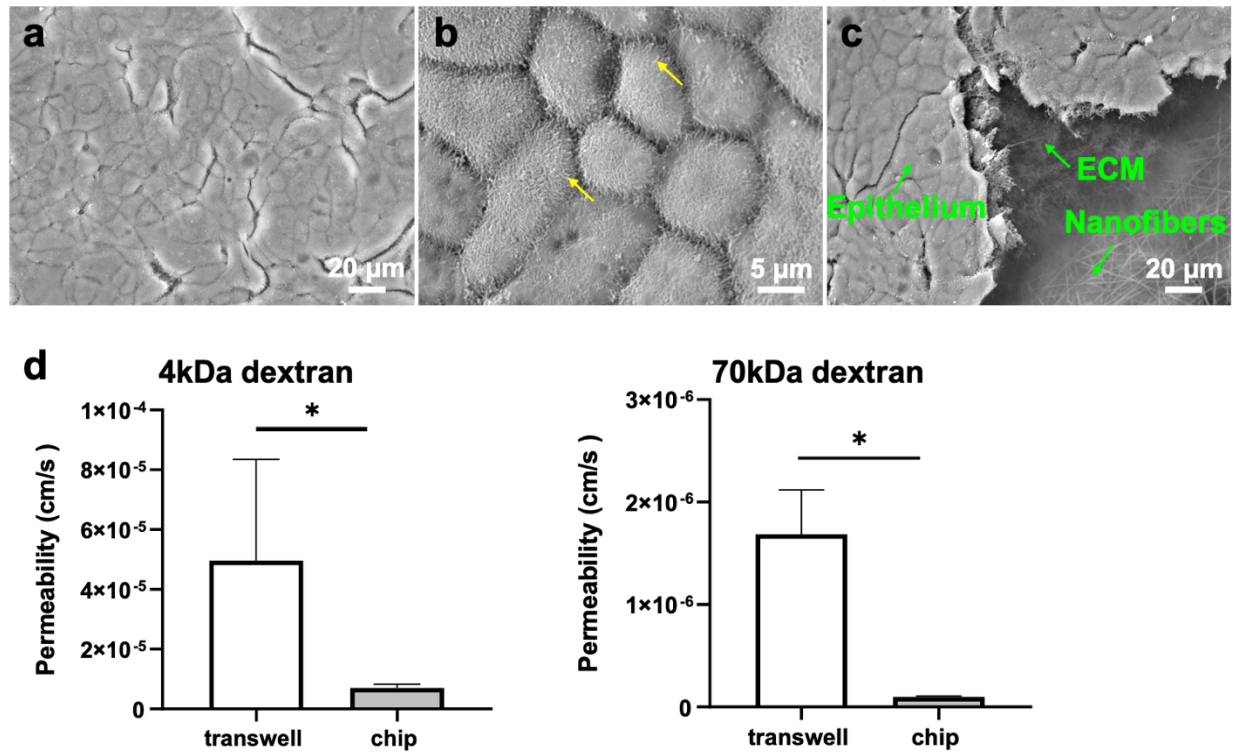 a
20 μm
b
5 μm
c
Epithelium
ECM
Nanofibers
20 μm
d
4kDa dextran
Permeability (cm/s )
1×10⁻⁴
8×10⁻⁵
6×10⁻⁵
4×10⁻⁵
2×10⁻⁵
0
*
transwell
chip
70kDa dextran
Permeability (cm/s)
3×10⁻⁶
2×10⁻⁶
1×10⁻⁶
0
*
transwell
chip